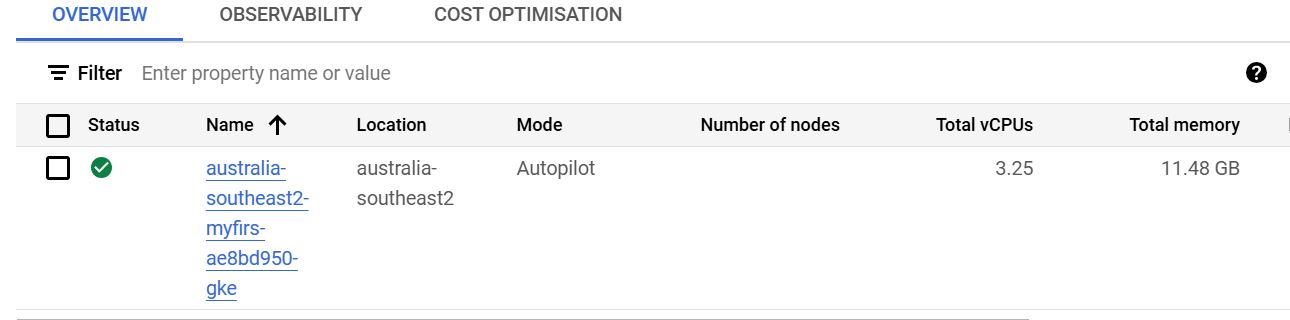 OVERVIEW OBSERVABILITY COST OPTIMISATION
Filter Enter property name or value
Status Name Location Mode Number of nodes Total vCPUs Total memory
australia- australia- Autopilot 3.25 11.48 GB
southeast2- southeast2
myfirs-
ae8bd950-
gke